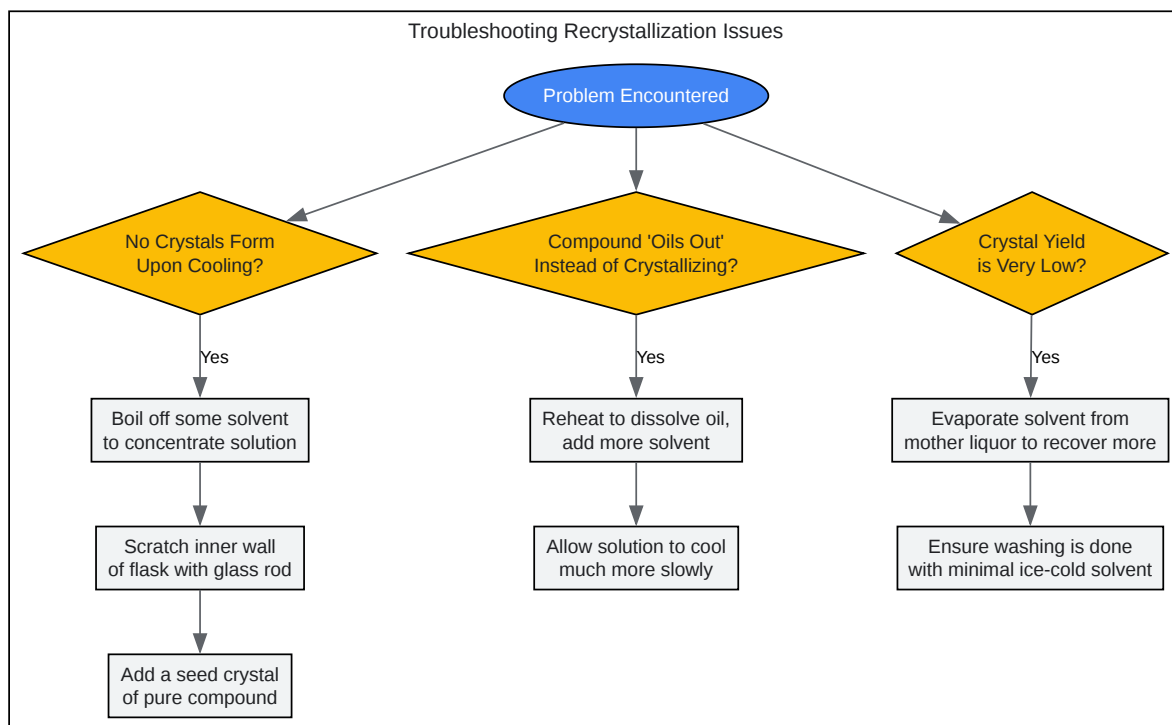 Troubleshooting Recrystallization Issues
Problem Encountered
No Crystals Form
Upon Cooling?
Compound 'Oils Out'
Instead of Crystallizing?
Crystal Yield
is Very Low?
Yes
Yes
Yes
Boil off some solvent
to concentrate solution
Reheat to dissolve oil,
add more solvent
Evaporate solvent from
mother liquor to recover more
Scratch inner wall
of flask with glass rod
Allow solution to cool
much more slowly
Ensure washing is done
with minimal ice-cold solvent
Add a seed crystal
of pure compound